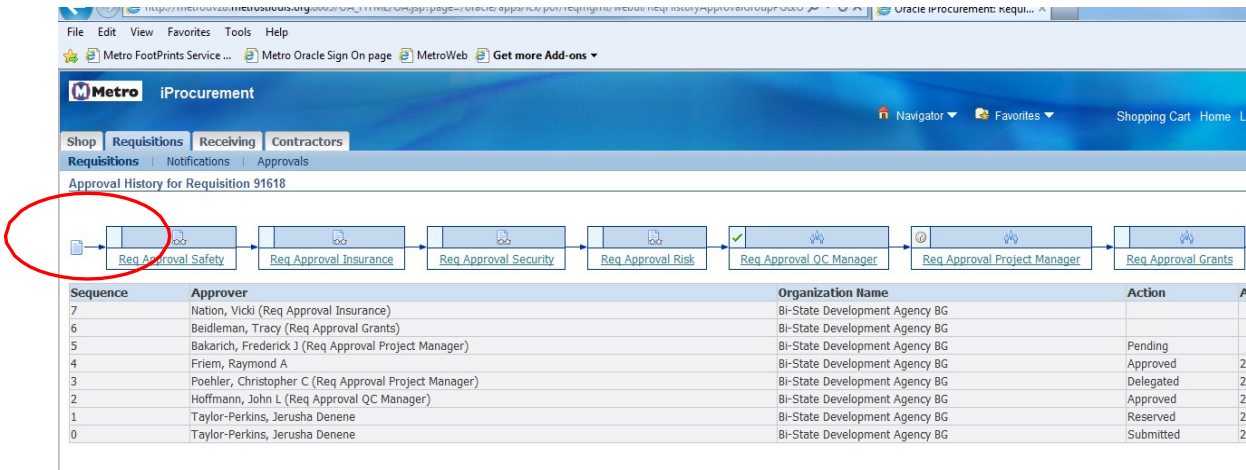 Oracle iProcurement: Requi...
File Edit View Favorites Tools Help
Metro FootPrints Service ... Metro Oracle Sign On page MetroWeb Get more Add-ons
Metro iProcurement
Navigator Favorites Shopping Cart Home L
Shop Requisitions Receiving Contractors
Requisitions | Notifications | Approvals
Approval History for Requisition 91618
Req Approval Safety Req Approval Insurance Req Approval Security Req Approval Risk Req Approval QC Manager Req Approval Project Manager Req Approval Grants
Sequence Approver Organization Name Action A
7 Nation, Vicki (Req Approval Insurance) Bi-State Development Agency BG
6 Beidleman, Tracy (Req Approval Grants) Bi-State Development Agency BG
5 Bakarich, Frederick J (Req Approval Project Manager) Bi-State Development Agency BG Pending
4 Friem, Raymond A Bi-State Development Agency BG Approved 2
3 Poehler, Christopher C (Req Approval Project Manager) Bi-State Development Agency BG Delegated 2
2 Hoffmann, John L (Req Approval QC Manager) Bi-State Development Agency BG Approved 2
1 Taylor-Perkins, Jerusha Denene Bi-State Development Agency BG Reserved 2
0 Taylor-Perkins, Jerusha Denene Bi-State Development Agency BG Submitted 2